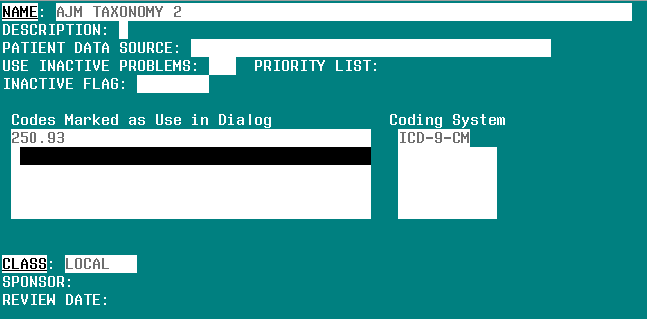 NAME: AJM TAXONOMY 2
DESCRIPTION:
PATIENT DATA SOURCE:
USE INACTIVE PROBLEMS: PRIORITY LIST:
INACTIVE FLAG:
Codes Marked as Use in Dialog Coding System
250.93 ICD-9-CM
CLASS: LOCAL
SPONSOR:
REVIEW DATE: